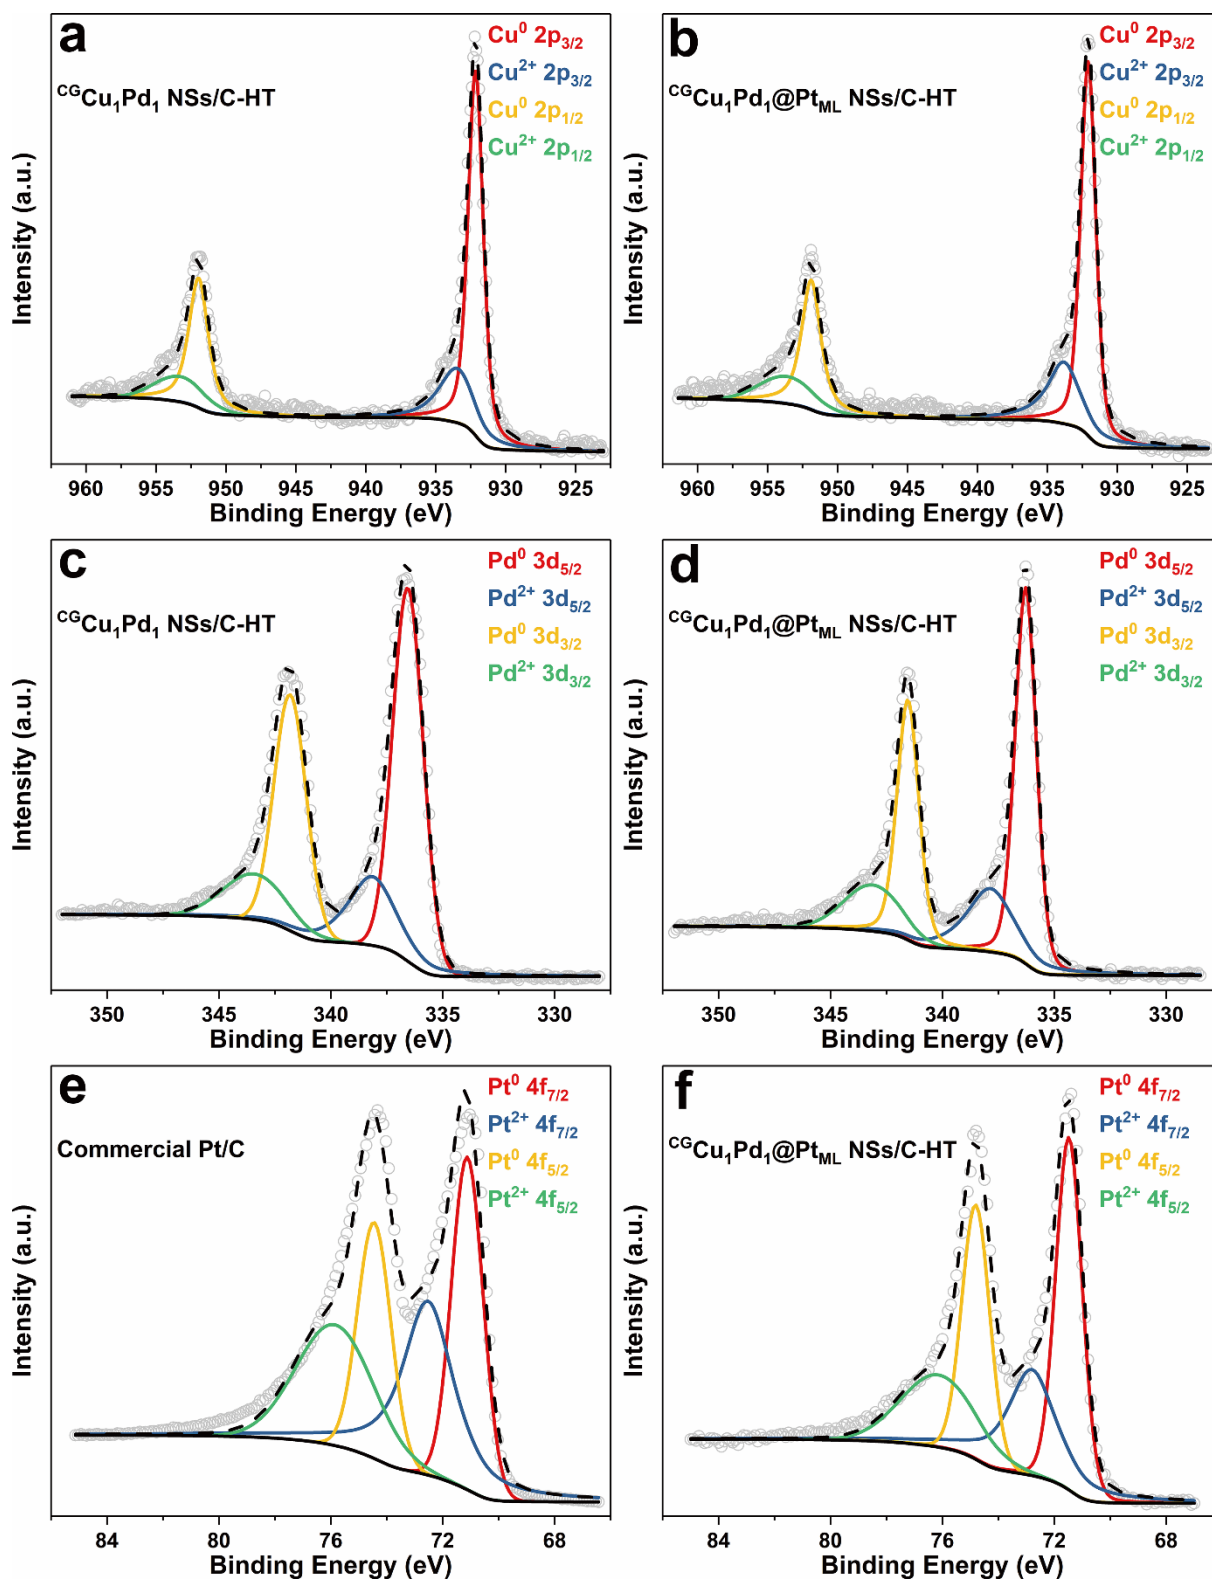 a
CGCu1Pd1 NSs/C-HT
Cu0 2p3/2
Cu2+ 2p3/2
Cu0 2p1/2
Cu2+ 2p1/2
Intensity (a.u.)
960 955 950 945 940 935 930 925
Binding Energy (eV)
b
CGCu1Pd1@PtML NSs/C-HT
Cu0 2p3/2
Cu2+ 2p3/2
Cu0 2p1/2
Cu2+ 2p1/2
Intensity (a.u.)
960 955 950 945 940 935 930 925
Binding Energy (eV)
c
CGCu1Pd1 NSs/C-HT
Pd0 3d5/2
Pd2+ 3d5/2
Pd0 3d3/2
Pd2+ 3d3/2
Intensity (a.u.)
350 345 340 335 330
Binding Energy (eV)
d
CGCu1Pd1@PtML NSs/C-HT
Pd0 3d5/2
Pd2+ 3d5/2
Pd0 3d3/2
Pd2+ 3d3/2
Intensity (a.u.)
350 345 340 335 330
Binding Energy (eV)
e
Commercial Pt/C
Pt0 4f7/2
Pt2+ 4f7/2
Pt0 4f5/2
Pt2+ 4f5/2
Intensity (a.u.)
84 80 76 72 68
Binding Energy (eV)
f
CGCu1Pd1@PtML NSs/C-HT
Pt0 4f7/2
Pt2+ 4f7/2
Pt0 4f5/2
Pt2+ 4f5/2
Intensity (a.u.)
84 80 76 72 68
Binding Energy (eV)